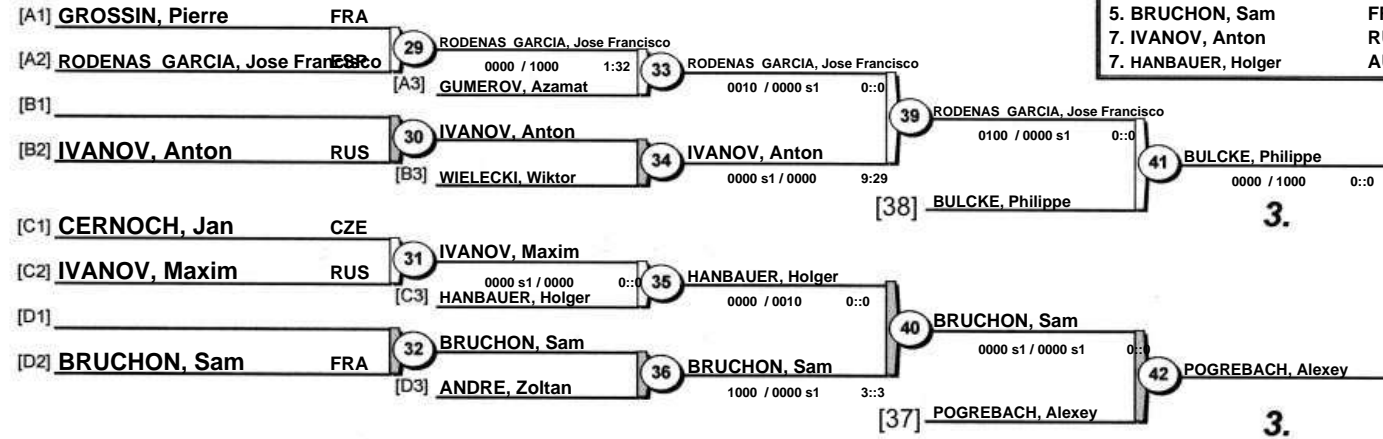 [A1] GROSSIN, Pierre FRA
5. BRUCHON, Sam
[A2] RODENAS GARCIA, Jose Francisco ESP
7. IVANOV, Anton
7. HANBAUER, Holger
29
RODENAS GARCIA, Jose Francisco
0000 / 1000 1:32
[A3] GUMEROV, Azamat
33
RODENAS GARCIA, Jose Francisco
0010 / 0000 s1 0::0
[B1]
[B2] IVANOV, Anton RUS
30
IVANOV, Anton
[B3] WIELECKI, Wiktor
34
IVANOV, Anton
0000 s1 / 0000 9:29
39
RODENAS GARCIA, Jose Francisco
0100 / 0000 s1 0::0
[38] BULCKE, Philippe
41
BULCKE, Philippe
0000 / 1000 0::0
3.
[C1] CERNOCH, Jan CZE
[C2] IVANOV, Maxim RUS
31
IVANOV, Maxim
0000 s1 / 0000 0::0
[C3] HANBAUER, Holger
35
HANBAUER, Holger
0000 / 0010 0::0
[D1]
[D2] BRUCHON, Sam FRA
32
BRUCHON, Sam
[D3] ANDRE, Zoltan
36
BRUCHON, Sam
1000 / 0000 s1 3::3
40
BRUCHON, Sam
0000 s1 / 0000 s1 0::0
[37] POGREBACH, Alexey
42
POGREBACH, Alexey
3.